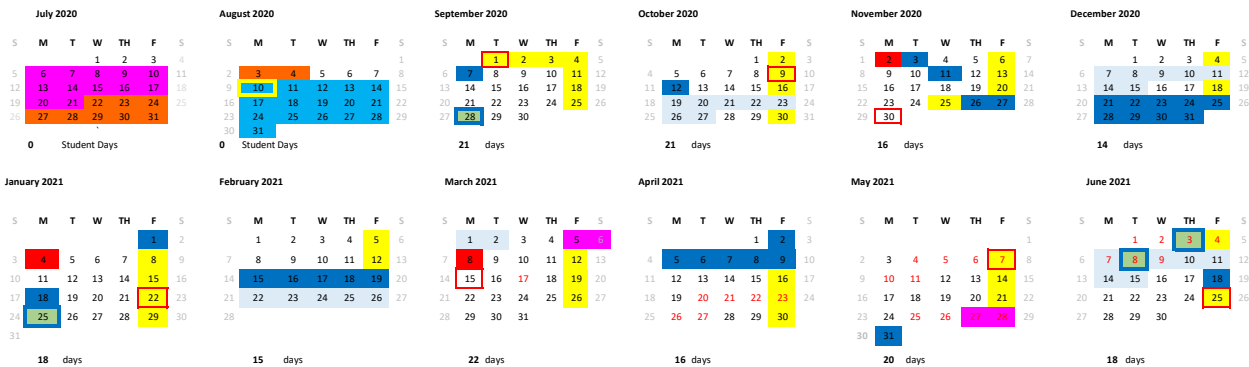 July 2020
S M T W TH F S
1 2 3 4
5 6 7 8 9 10 11
12 13 14 15 16 17 18
19 20 21 22 23 24 25
26 27 28 29 30 31
0 Student Days
August 2020
S M T W TH F S
1
2 3 4 5 6 7 8
9 10 11 12 13 14 15
16 17 18 19 20 21 22
23 24 25 26 27 28 29
30 31
0 Student Days
September 2020
S M T W TH F S
1 2 3 4 5
6 7 8 9 10 11 12
13 14 15 16 17 18 19
20 21 22 23 24 25 26
27 28 29 30
21 days
October 2020
S M T W TH F S
1 2 3
4 5 6 7 8 9 10
11 12 13 14 15 16 17
18 19 20 21 22 23 24
25 26 27 28 29 30 31
21 days
November 2020
S M T W TH F S
1 2 3 4 5 6 7
8 9 10 11 12 13 14
15 16 17 18 19 20 21
22 23 24 25 26 27 28
29 30
16 days
December 2020
S M T W TH F S
1 2 3 4 5
6 7 8 9 10 11 12
13 14 15 16 17 18 19
20 21 22 23 24 25 26
27 28 29 30 31
14 days
January 2021
S M T W TH F S
1 2
3 4 5 6 7 8 9
10 11 12 13 14 15 16
17 18 19 20 21 22 23
24 25 26 27 28 29 30
31
18 days
February 2021
S M T W TH F S
1 2 3 4 5 6
7 8 9 10 11 12 13
14 15 16 17 18 19 20
21 22 23 24 25 26 27
28
15 days
March 2021
S M T W TH F S
1 2 3 4 5 6
7 8 9 10 11 12 13
14 15 16 17 18 19 20
21 22 23 24 25 26 27
28 29 30 31
22 days
April 2021
S M T W TH F S
1 2 3
4 5 6 7 8 9 10
11 12 13 14 15 16 17
18 19 20 21 22 23 24
25 26 27 28 29 30
16 days
May 2021
S M T W TH F S
1
2 3 4 5 6 7 8
9 10 11 12 13 14 15
16 17 18 19 20 21 22
23 24 25 26 27 28 29
30 31
20 days
June 2021
S M T W TH F S
1 2 3 4 5
6 7 8 9 10 11 12
13 14 15 16 17 18 19
20 21 22 23 24 25 26
27 28 29 30
18 days